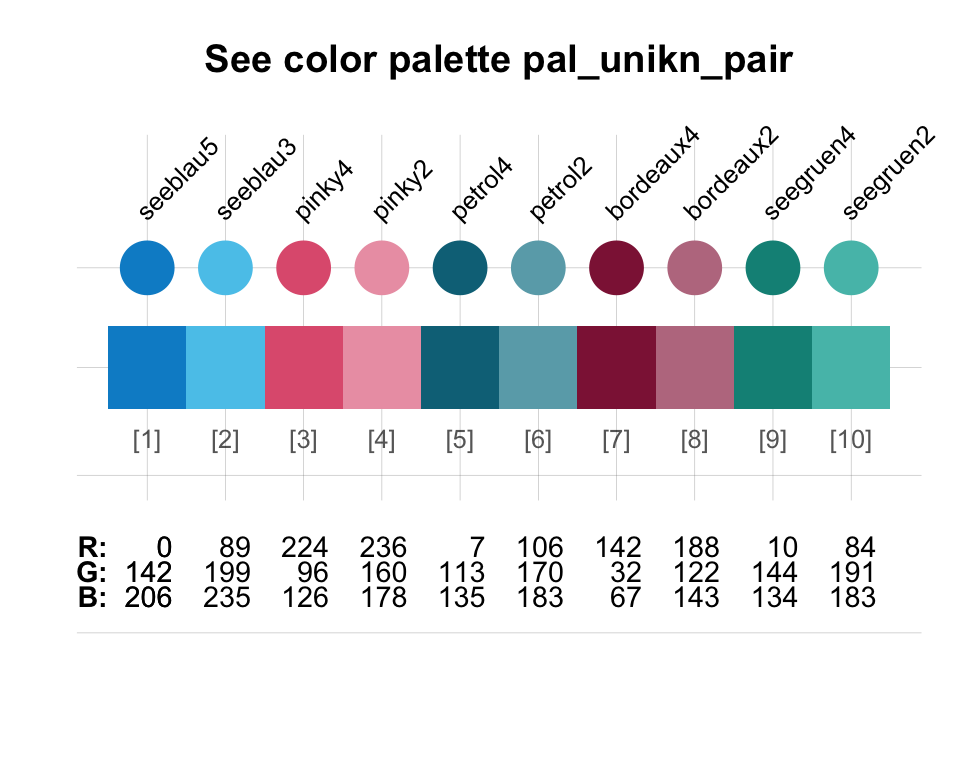 See color palette pal_unikn_pair
seeblau5 seeblau3 pinky4 pinky2 petrol4 petrol2 bordeaux4 bordeaux2 seegruen4 seegruen2
[1] [2] [3] [4] [5] [6] [7] [8] [9] [10]
R: 0 89 224 236 7 106 142 188 10 84
G: 142 199 96 160 113 170 32 122 144 191
B: 206 235 126 178 135 183 67 143 134 183